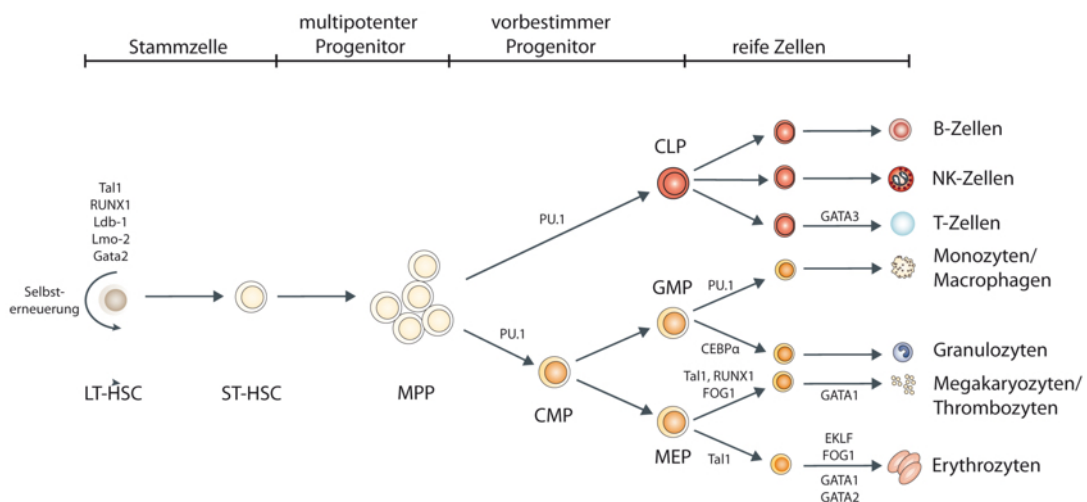 Stammzelle
multipotenter
Progenitor
vorbestimmer
Progenitor
reife Zellen
Tal1
RUNX1
Ldb-1
Lmo-2
Gata2
Selbst-
erneuerung
LT-HSC
ST-HSC
MPP
PU.1
PU.1
CLP
CMP
GMP
MEP
GATA3
PU.1
CEBPα
Tal1, RUNX1
FOG1
GATA1
Tal1
EKLF
FOG1
GATA1
GATA2
B-Zellen
NK-Zellen
T-Zellen
Monozyten/
Macrophagen
Granulozyten
Megakaryozyten/
Thrombozyten
Erythrozyten